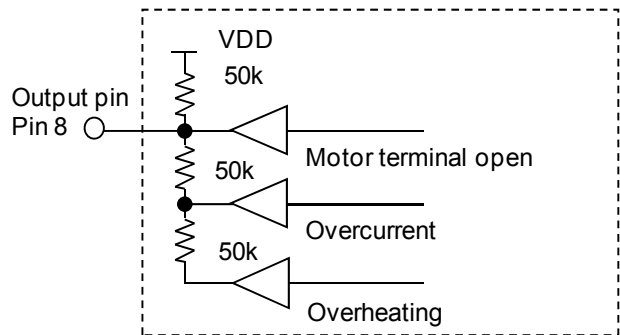 VDD
50k
Output pin
Pin 8
Motor terminal open
50k
Overcurrent
50k
Overheating